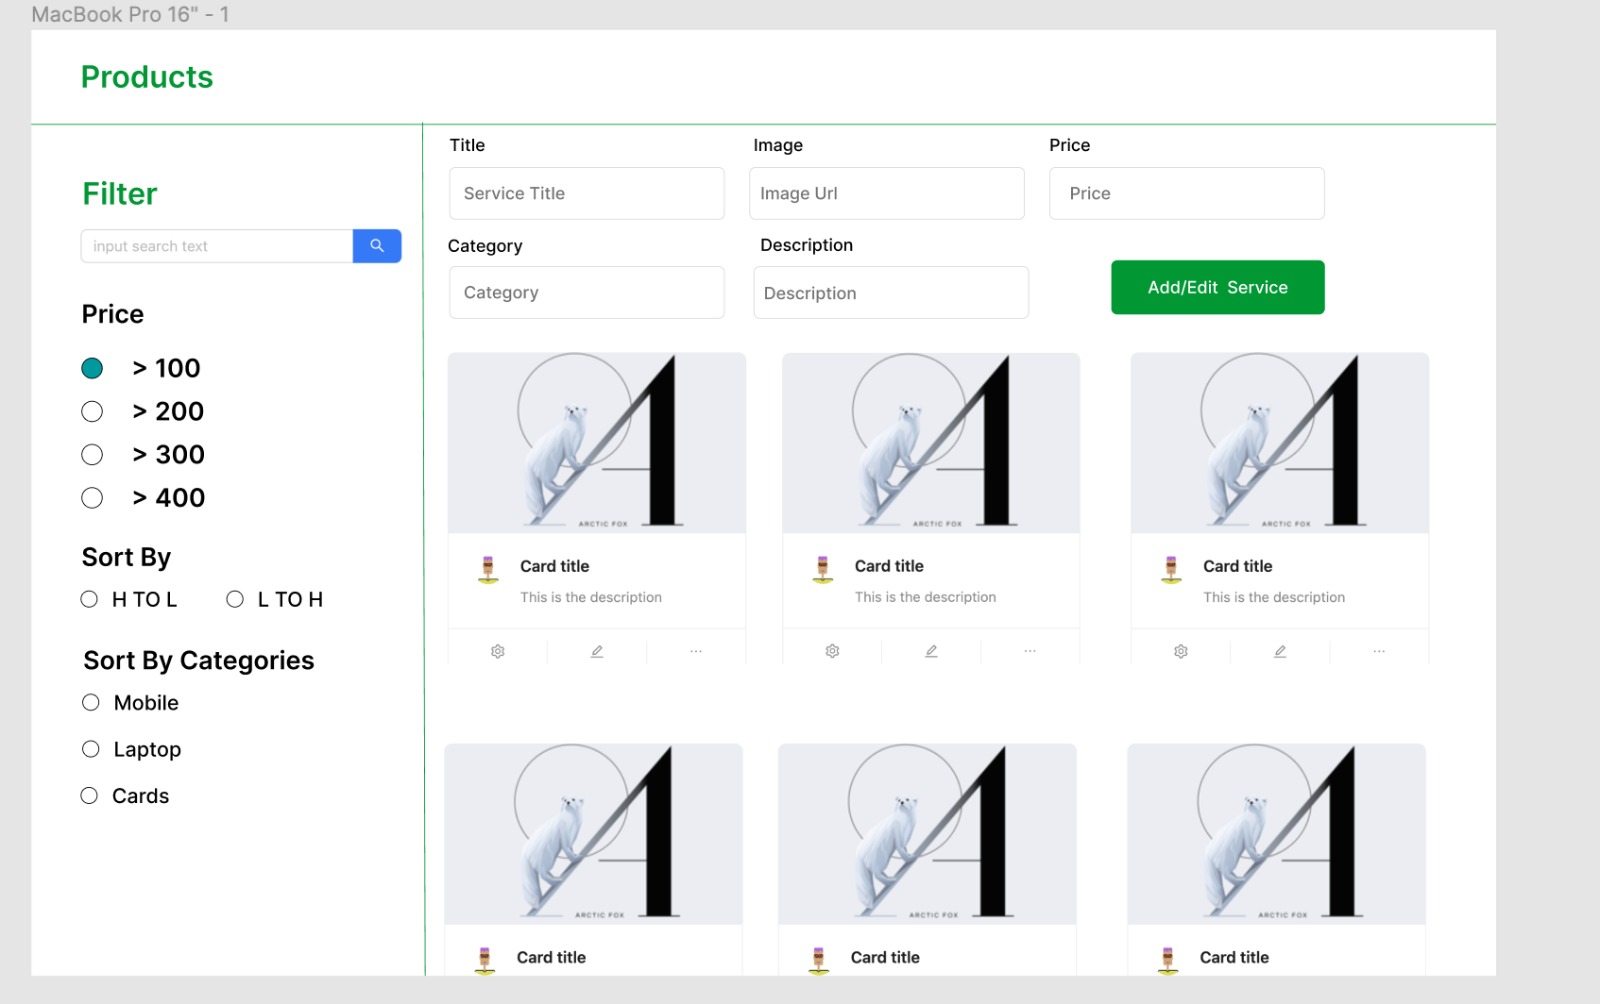 MacBook Pro 16" - 1
Products
Filter
input search text
Price
> 100
> 200
> 300
> 400
Sort By
H TO L L TO H
Sort By Categories
Mobile
Laptop
Cards
Title Image Price
Service Title Image Url Price
Category Description
Category Description Add/Edit Service
A A A
ARCTIC FOX ARCTIC FOX ARCTIC FOX
Card title Card title Card title
This is the description This is the description This is the description
A A A
ARCTIC FOX ARCTIC FOX ARCTIC FOX
Card title Card title Card title